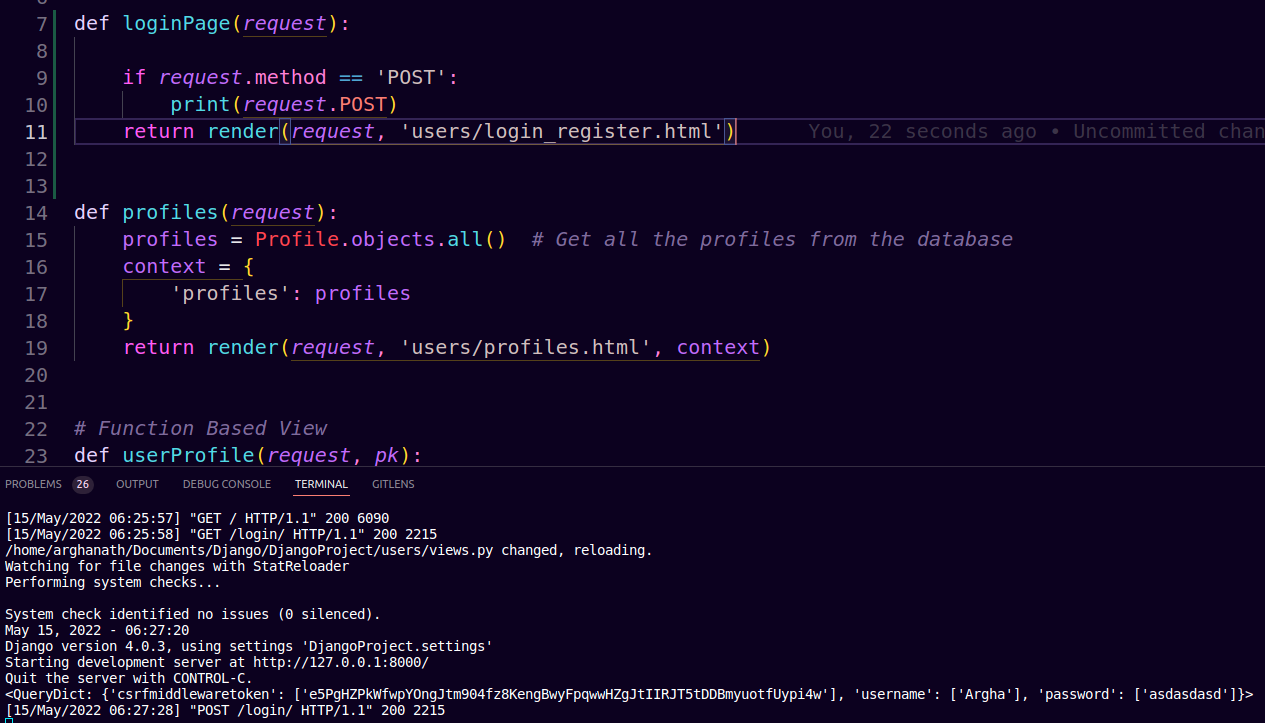 7 def loginPage(request):
8
9 if request.method == 'POST':
10 print(request.POST)
11 return render(request, 'users/login_register.html') You, 22 seconds ago • Uncommitted chan
12
13
14 def profiles(request):
15 profiles = Profile.objects.all() # Get all the profiles from the database
16 context = {
17 'profiles': profiles
18 }
19 return render(request, 'users/profiles.html', context)
20
21
22 # Function Based View
23 def userProfile(request, pk):
PROBLEMS 26 OUTPUT DEBUG CONSOLE TERMINAL GITLENS
[15/May/2022 06:25:57] "GET / HTTP/1.1" 200 6090
[15/May/2022 06:25:58] "GET /login/ HTTP/1.1" 200 2215
/home/arghanath/Documents/Django/DjangoProject/users/views.py changed, reloading.
Watching for file changes with StatReloader
Performing system checks...
System check identified no issues (0 silenced).
May 15, 2022 - 06:27:20
Django version 4.0.3, using settings 'DjangoProject.settings'
Starting development server at http://127.0.0.1:8000/
Quit the server with CONTROL-C.
<QueryDict: {'csrfmiddlewaretoken': ['e5PgHZPkWfwpYOngJtm904fz8KengBwyFpqwwHZgJtIIRJT5tDDBmyuotfUypi4w'], 'username': ['Argha'], 'password': ['asdasdasd']}>
[15/May/2022 06:27:28] "POST /login/ HTTP/1.1" 200 2215